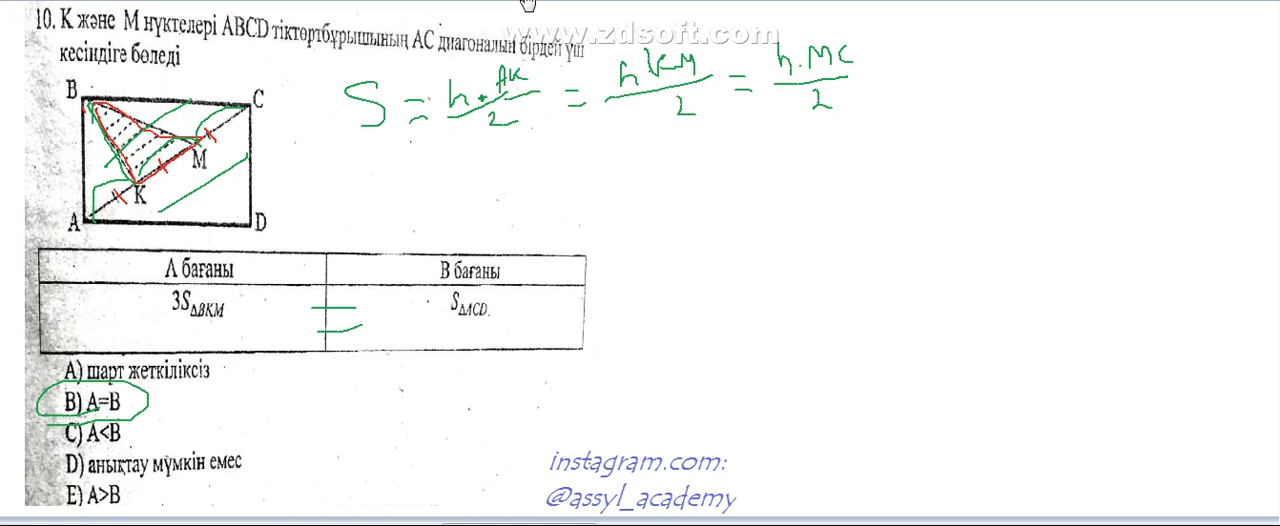 www.zdsoft.com
10. K және M нүктелері ABCD тіктөртбұрышының AC диагоналын бірдей үш
кесіндіге бөледі
S = h·AK/2 = h KM/2 = h·MC/2
B
C
M
K
A
D
A бағаны B бағаны
3S△BKM = S△ACD.
A) шарт жеткіліксіз
B) A=B
C) A<B
D) анықтау мүмкін емес
E) A>B
instagram.com:
@assyl_academy